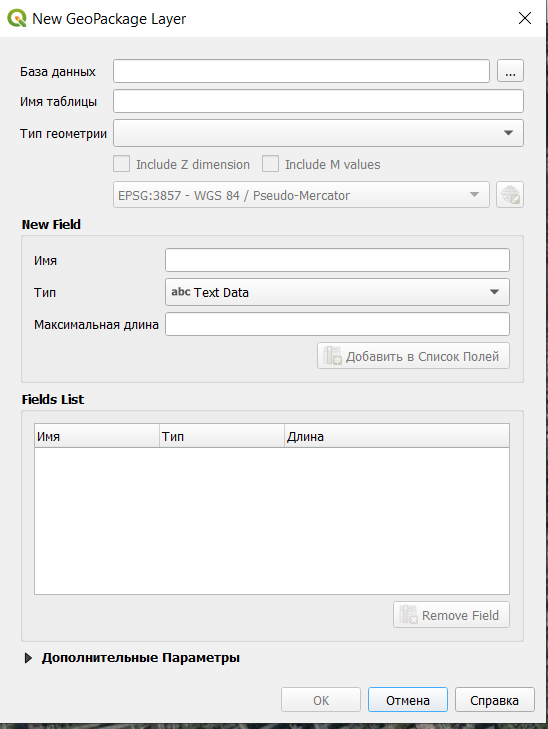 New GeoPackage Layer
База данных
...
Имя таблицы
Тип геометрии
Include Z dimension Include M values
EPSG:3857 - WGS 84 / Pseudo-Mercator
New Field
Имя
Тип abc Text Data
Максимальная длина
Добавить в Список Полей
Fields List
Имя Тип Длина
Remove Field
Дополнительные Параметры
OK Отмена Справка